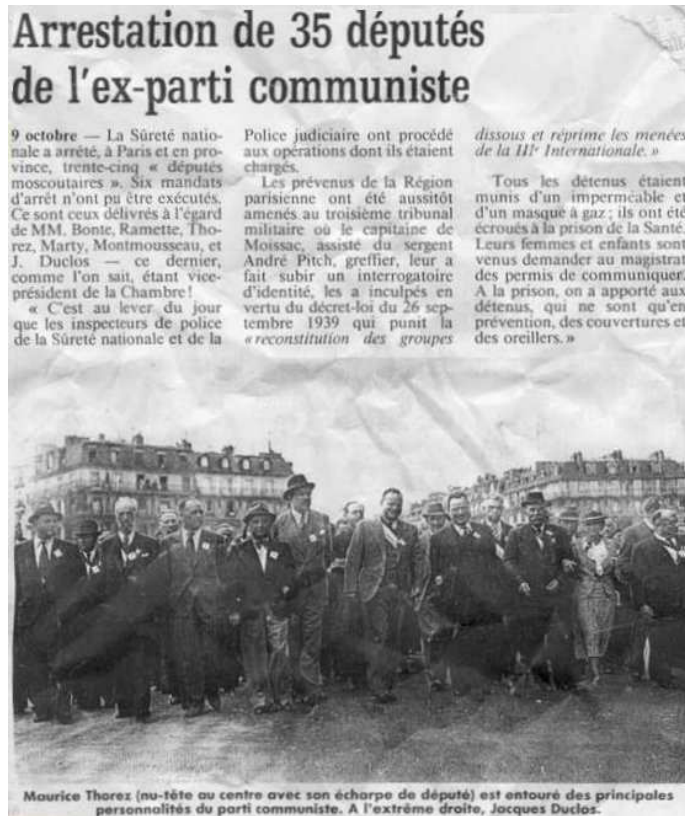 Arrestation de 35 députés
de l'ex-parti communiste
9 octobre — La Sûreté natio-
nale a arrêté, à Paris et en pro-
vince, trente-cinq « députés
moscoutaires ». Six mandats
d'arrêt n'ont pu être exécutés.
Ce sont ceux délivrés à l'égard
de MM. Bonte, Ramette, Tho-
rez, Marty, Montmousseau, et
J. Duclos — ce dernier,
comme l'on sait, étant vice-
président de la Chambre !
« C'est au lever du jour
que les inspecteurs de police
de la Sûreté nationale et de la
Police judiciaire ont procédé
aux opérations dont ils étaient
chargés.
Les prévenus de la Région
parisienne ont été aussitôt
amenés au troisième tribunal
militaire où le capitaine de
Moissac, assisté du sergent
André Pitch, greffier, leur a
fait subir un interrogatoire
d'identité, les a inculpés en
vertu du décret-loi du 26 sep-
tembre 1939 qui punit la
« reconstitution des groupes
dissous et réprime les menées
de la IIIe Internationale. »
Tous les détenus étaient
munis d'un imperméable et
d'un masque à gaz ; ils ont été
écroués à la prison de la Santé.
Leurs femmes et enfants sont
venus demander au magistrat
des permis de communiquer.
A la prison, on a apporté aux
détenus, qui ne sont qu'en
prévention, des couvertures et
des oreillers. »
Maurice Thorez (nu-tête au centre avec son écharpe de député) est entouré des principales
personnalités du parti communiste. A l'extrême droite, Jacques Duclos.